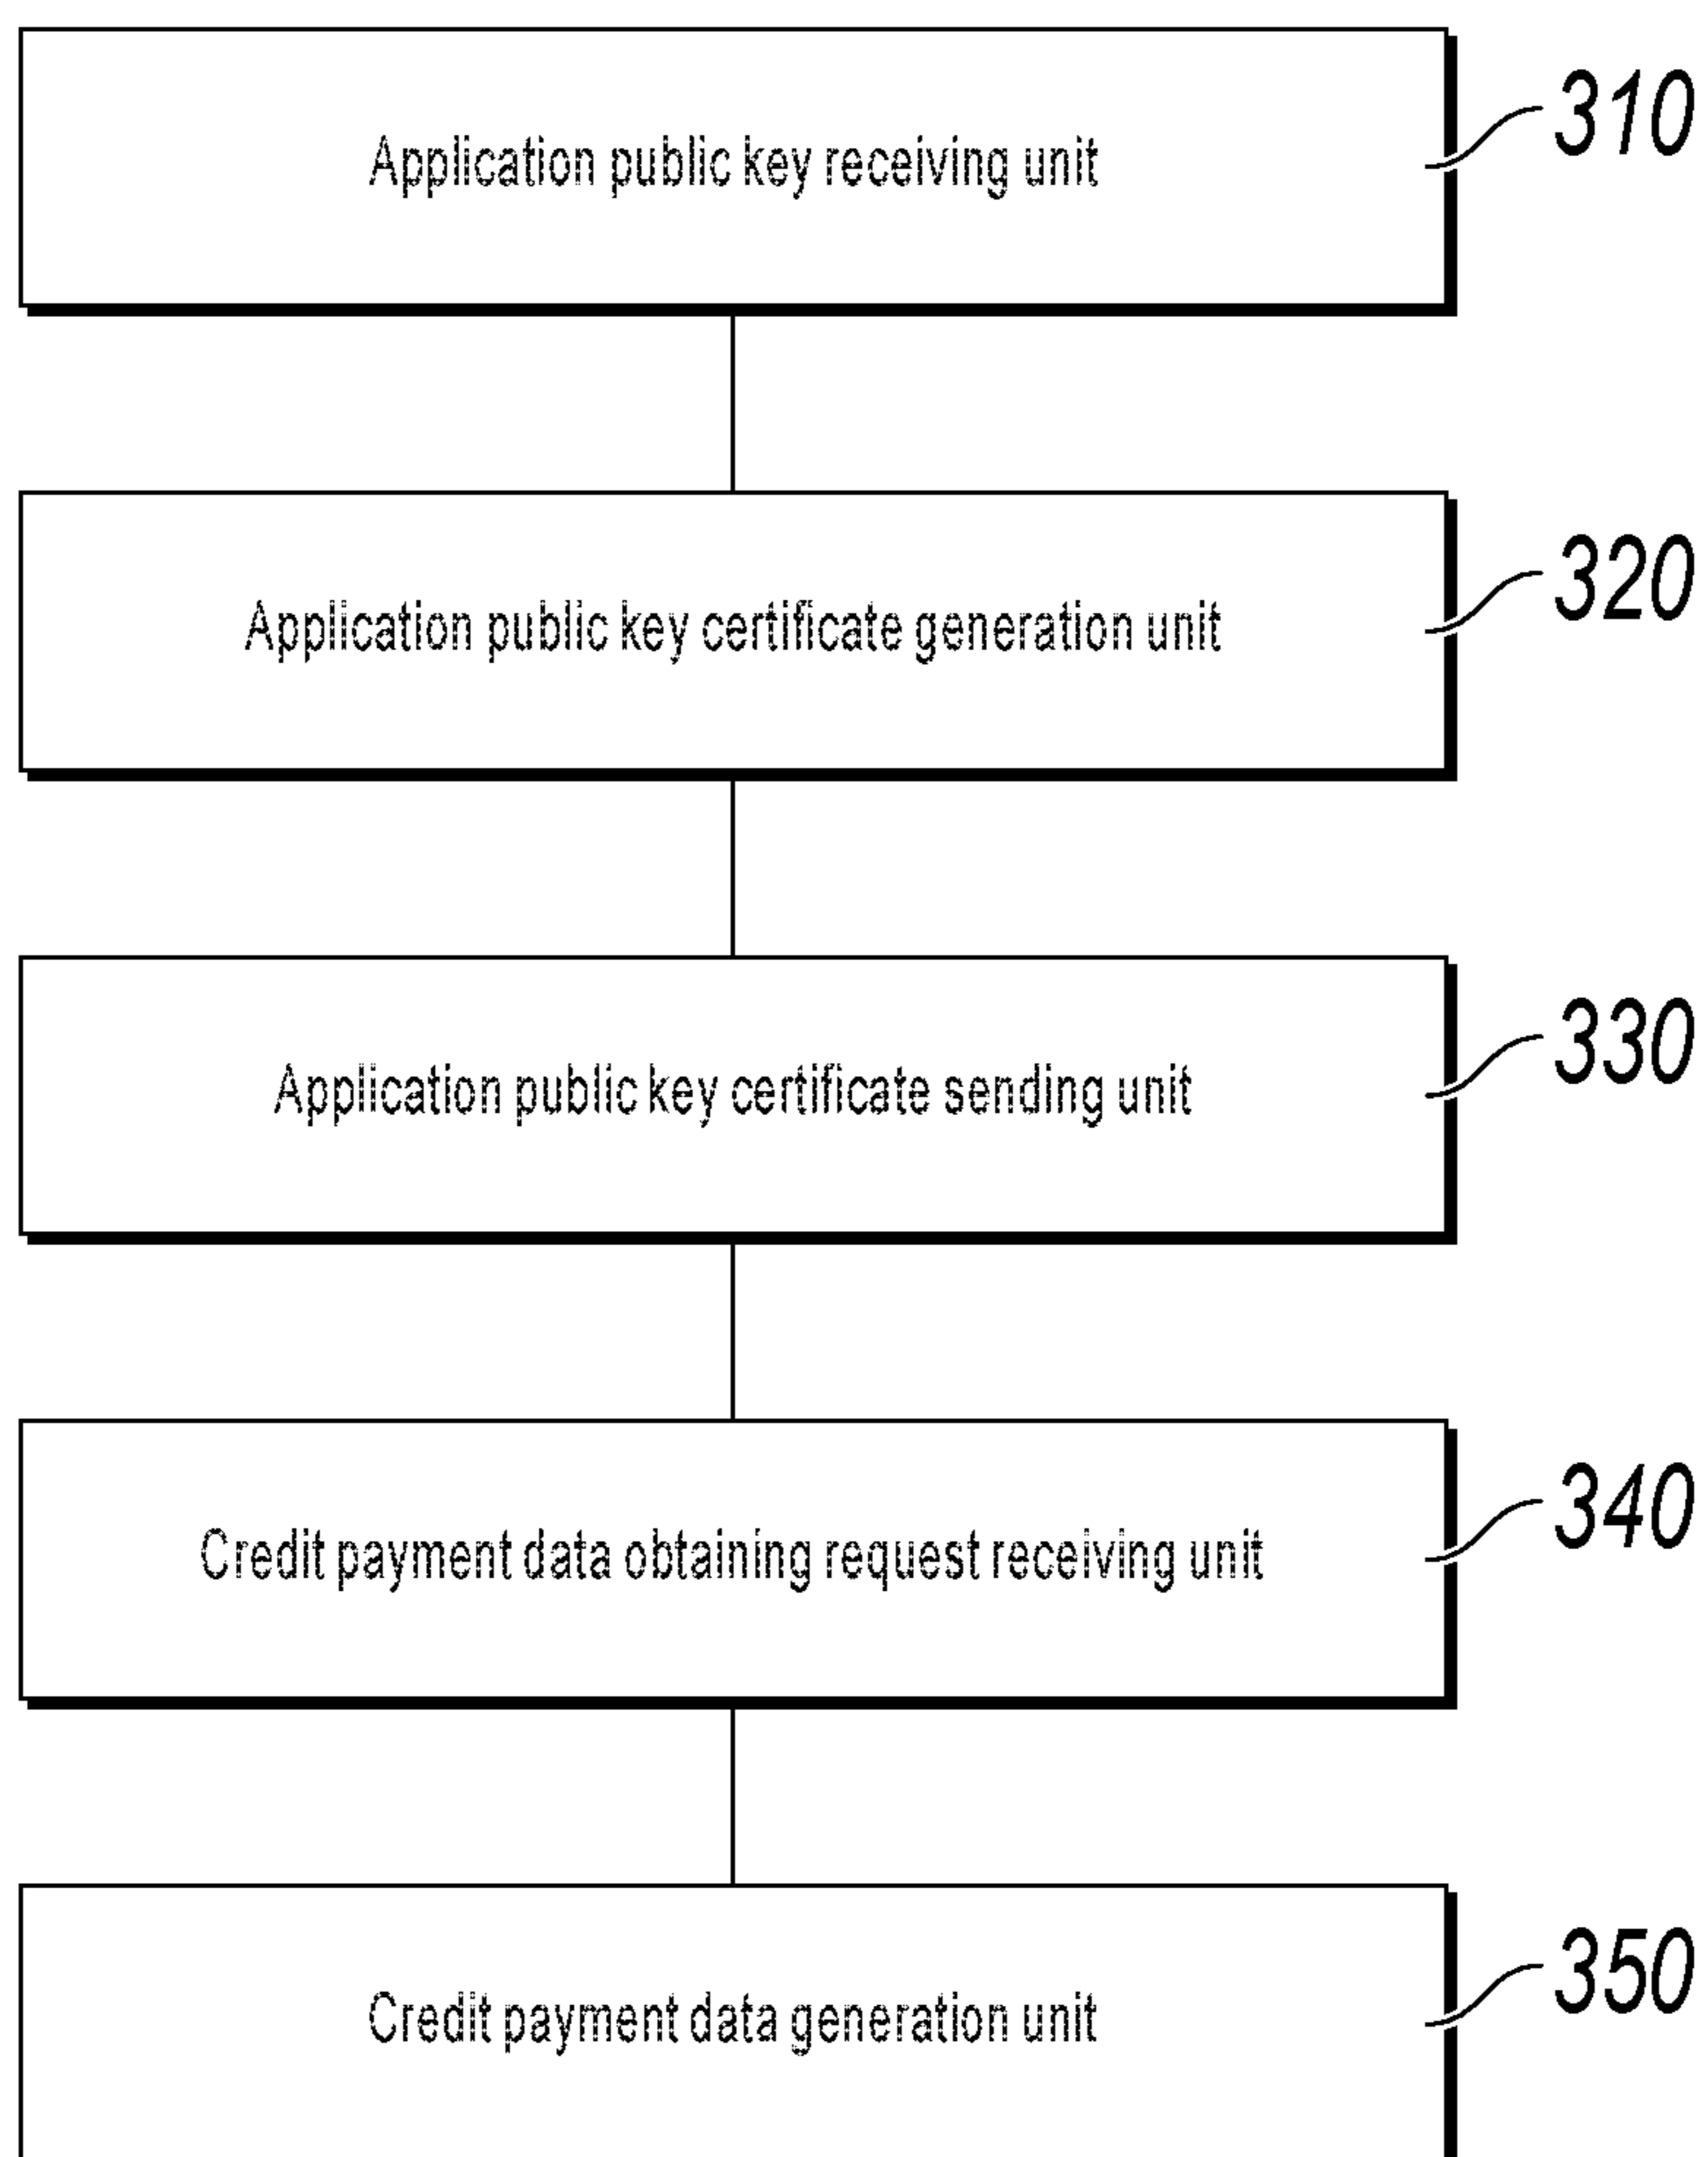 Application public key receiving unit
310
Application public key certificate generation unit
320
Application public key certificate sending unit
330
Credit payment data obtaining request receiving unit
340
Credit payment data generation unit
350